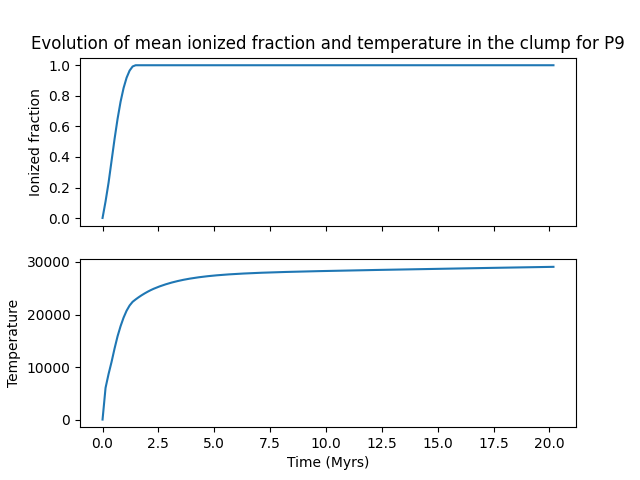 Evolution of mean ionized fraction and temperature in the clump for P9
1.0
0.8
0.6
0.4
0.2
0.0
Ionized fraction
30000
20000
10000
0
Temperature
0.0 2.5 5.0 7.5 10.0 12.5 15.0 17.5 20.0
Time (Myrs)